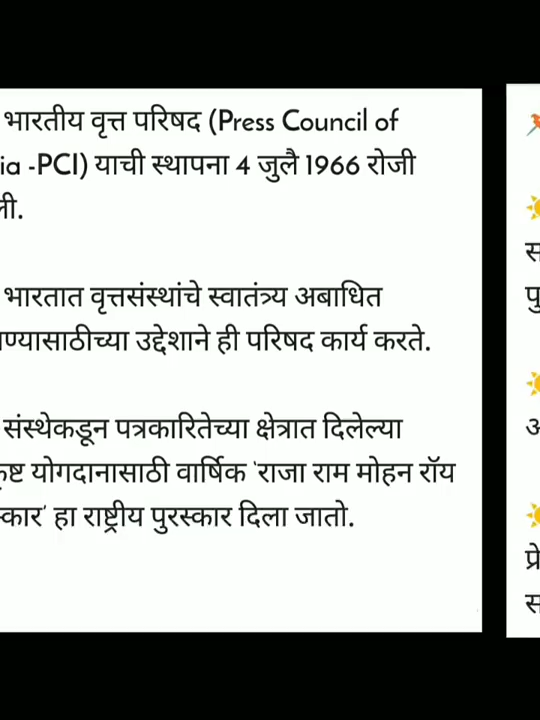 भारतीय वृत्त परिषद (Press Council of
-PCI) याची स्थापना 4 जुलै 1966 रोजी
भारतात वृत्तसंस्थांचे स्वातंत्र्य अबाधित
उद्देशाने ही परिषद कार्य करते.
संस्थेकडून पत्रकारितेच्या क्षेत्रात दिलेल्या
योगदानासाठी वार्षिक 'राजा राम मोहन रॉय
हा राष्ट्रीय पुरस्कार दिला जातो.